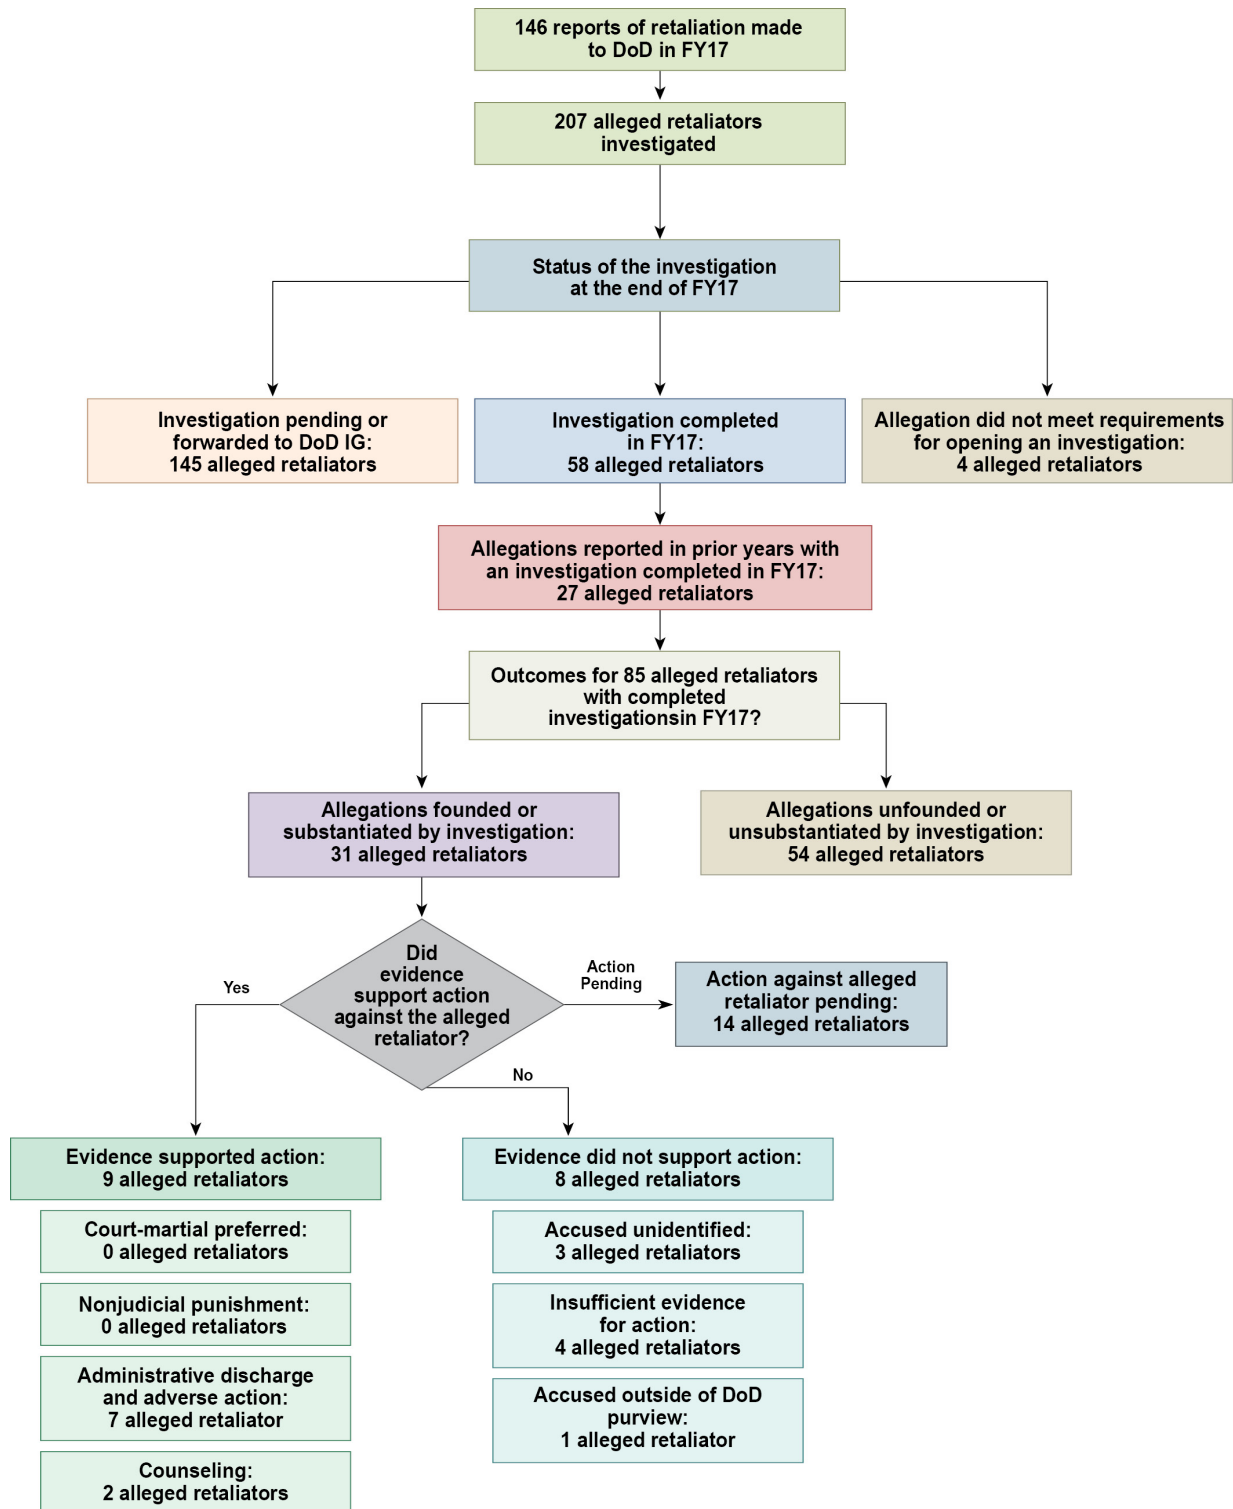 146 reports of retaliation made
to DoD in FY17
207 alleged retaliators
investigated
Status of the investigation
at the end of FY17
Investigation pending or
forwarded to DoD IG:
145 alleged retaliators
Investigation completed
in FY17:
58 alleged retaliators
Allegation did not meet requirements
for opening an investigation:
4 alleged retaliators
Allegations reported in prior years with
an investigation completed in FY17:
27 alleged retaliators
Outcomes for 85 alleged retaliators
with completed
investigationsin FY17?
Allegations founded or
substantiated by investigation:
31 alleged retaliators
Allegations unfounded or
unsubstantiated by investigation:
54 alleged retaliators
Did
evidence
support action
against the alleged
retaliator?
Yes
Action
Pending
Action against alleged
retaliator pending:
14 alleged retaliators
No
Evidence supported action:
9 alleged retaliators
Court-martial preferred:
0 alleged retaliators
Nonjudicial punishment:
0 alleged retaliators
Administrative discharge
and adverse action:
7 alleged retaliator
Counseling:
2 alleged retaliators
Evidence did not support action:
8 alleged retaliators
Accused unidentified:
3 alleged retaliators
Insufficient evidence
for action:
4 alleged retaliators
Accused outside of DoD
purview:
1 alleged retaliator